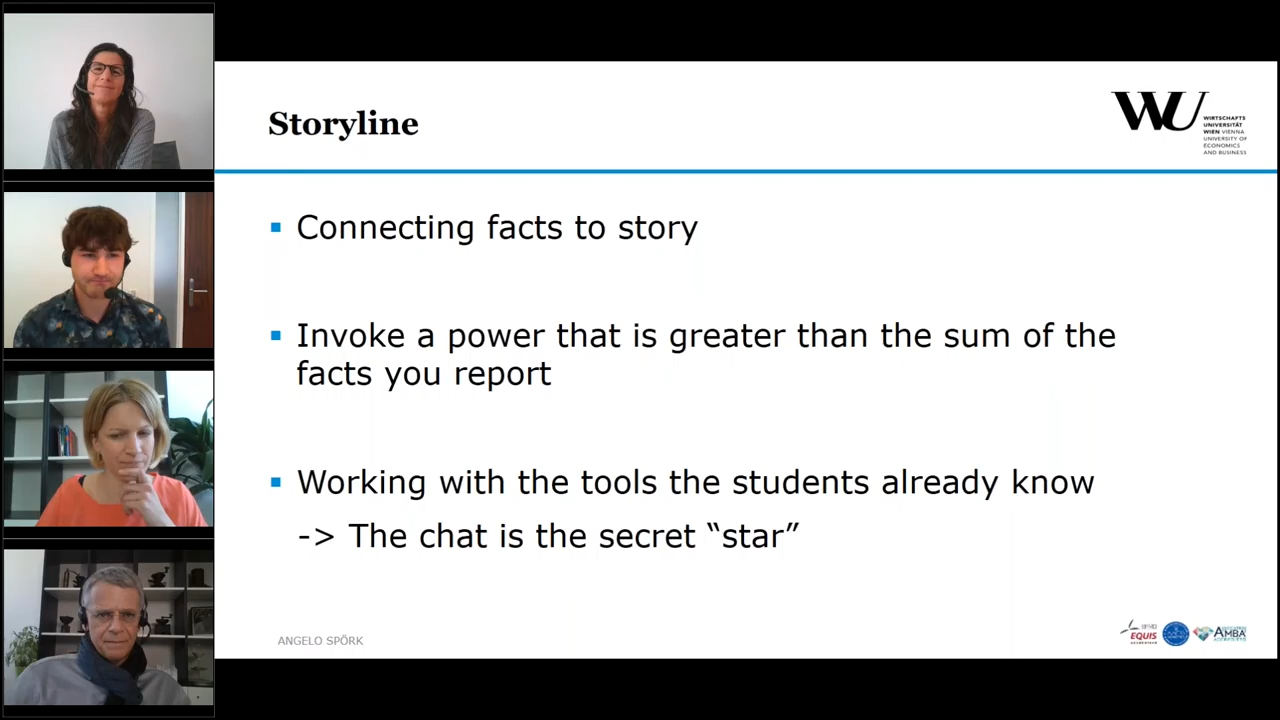 Storyline
WU
WIRTSCHAFTS
UNIVERSITÄT
WIEN VIENNA
UNIVERSITY OF
ECONOMICS
AND BUSINESS
Connecting facts to story
Invoke a power that is greater than the sum of the
facts you report
Working with the tools the students already know
-> The chat is the secret “star”
ANGELO SPÖRK
EQUIS
AMBA